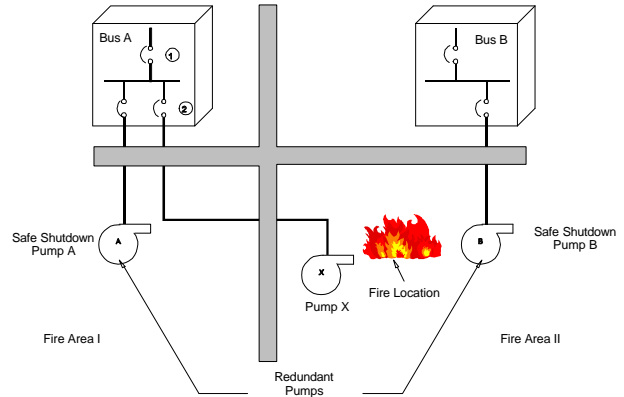 Bus A
Bus B
1
2
Safe Shutdown
Pump A
A
B
Safe Shutdown
Pump B
X
Pump X
Fire Location
Fire Area I
Fire Area II
Redundant
Pumps